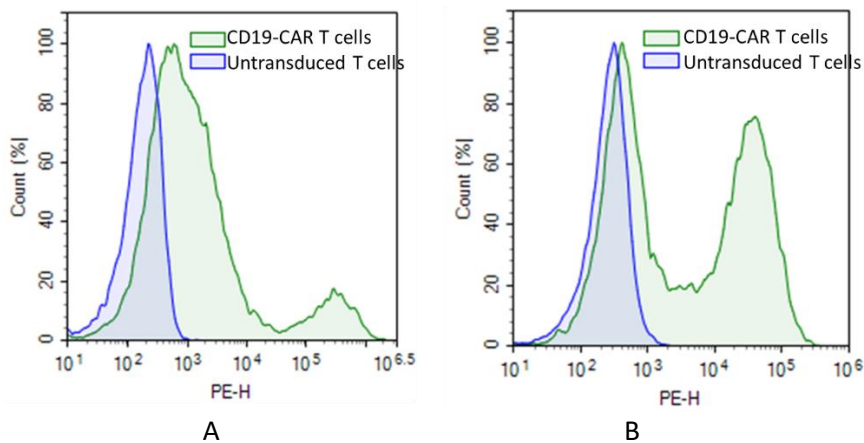 CD19-CAR T cells
Untransduced T cells
100
80
60
40
20
0
Count [%]
10^1
10^2
10^3
10^4
10^5
10^6.5
PE-H
A
CD19-CAR T cells
Untransduced T cells
100
80
60
40
20
0
Count [%]
10^1
10^2
10^3
10^4
10^5
10^6
PE-H
B